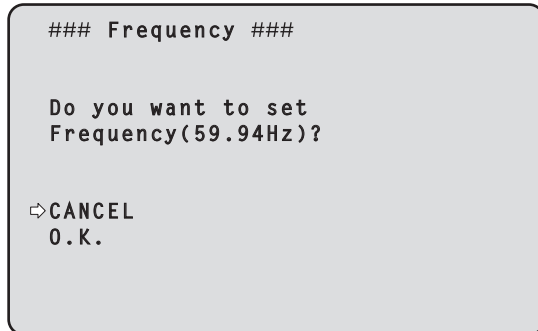 ### Frequency ###
Do you want to set
Frequency(59.94Hz)?
⇨CANCEL
O.K.